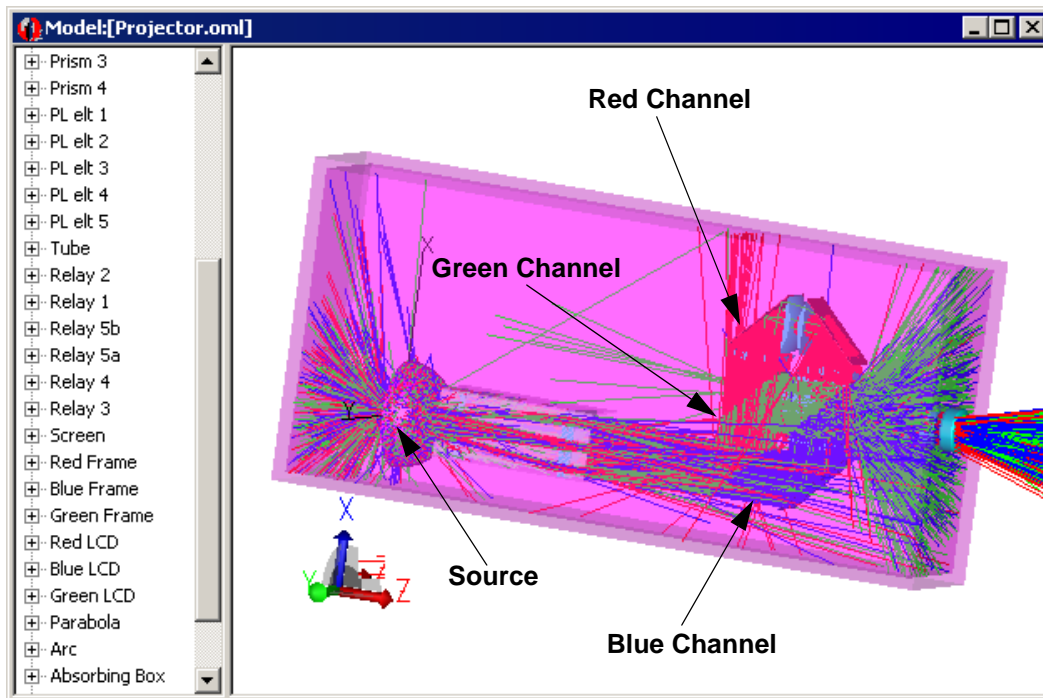 Model:[Projector.oml]
Prism 3
Prism 4
PL elt 1
PL elt 2
PL elt 3
PL elt 4
PL elt 5
Tube
Relay 2
Relay 1
Relay 5b
Relay 5a
Relay 4
Relay 3
Screen
Red Frame
Blue Frame
Green Frame
Red LCD
Blue LCD
Green LCD
Parabola
Arc
Absorbing Box
Red Channel
X
Green Channel
Y
X
Source
Z
Y
Z
Blue Channel